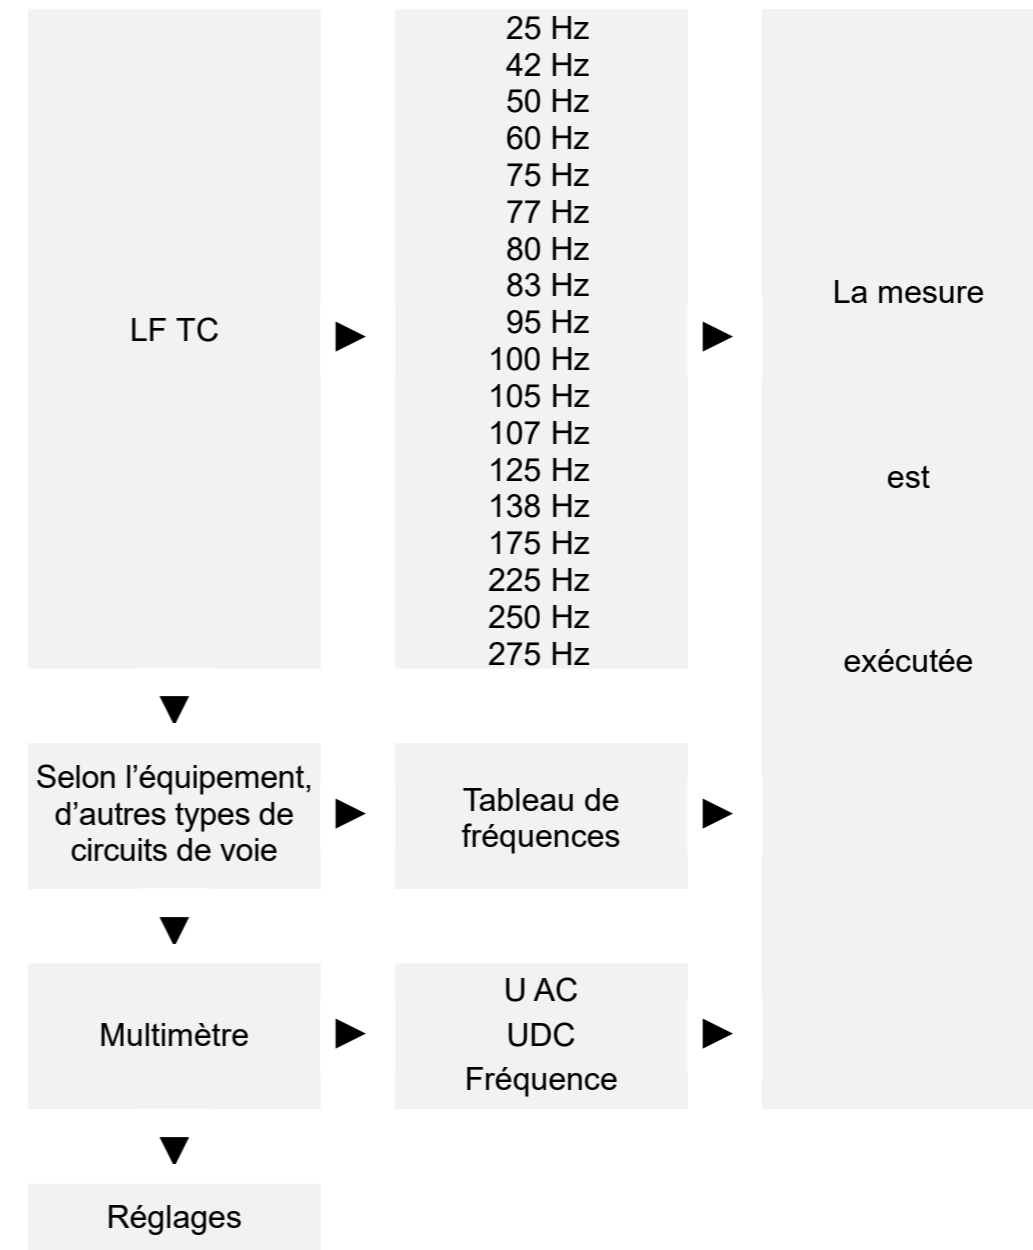 LF TC
25 Hz
42 Hz
50 Hz
60 Hz
75 Hz
77 Hz
80 Hz
83 Hz
95 Hz
100 Hz
105 Hz
107 Hz
125 Hz
138 Hz
175 Hz
225 Hz
250 Hz
275 Hz
La mesure
est
exécutée
Selon l’équipement,
d’autres types de
circuits de voie
Tableau de
fréquences
Multimètre
U AC
UDC
Fréquence
Réglages